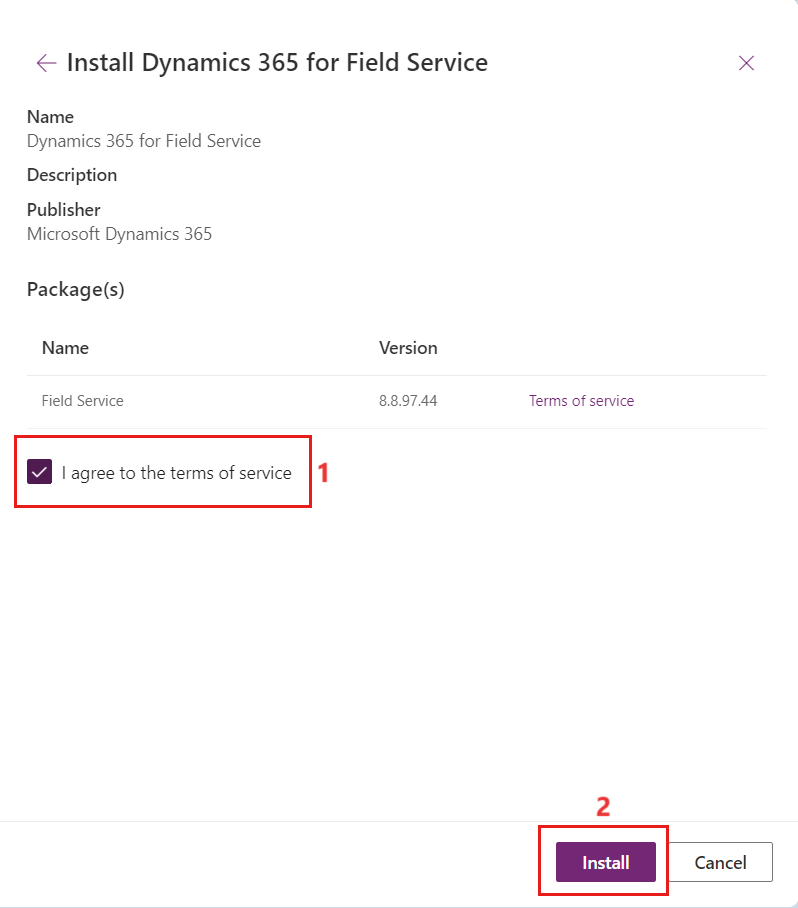 Install Dynamics 365 for Field Service
Name
Dynamics 365 for Field Service
Description
Publisher
Microsoft Dynamics 365
Package(s)
Name Version
Field Service 8.8.97.44 Terms of service
I agree to the terms of service 1
2
Install Cancel